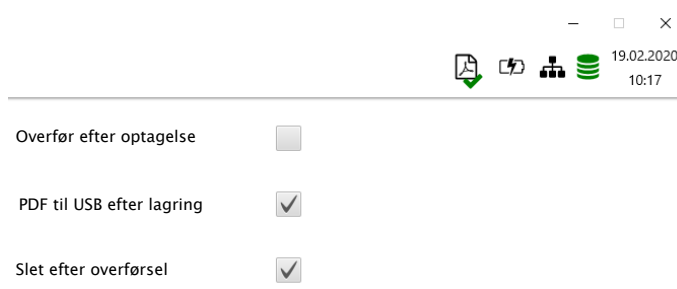 19.02.2020
10:17
Overfør efter optagelse
PDF til USB efter lagring
Slet efter overførsel